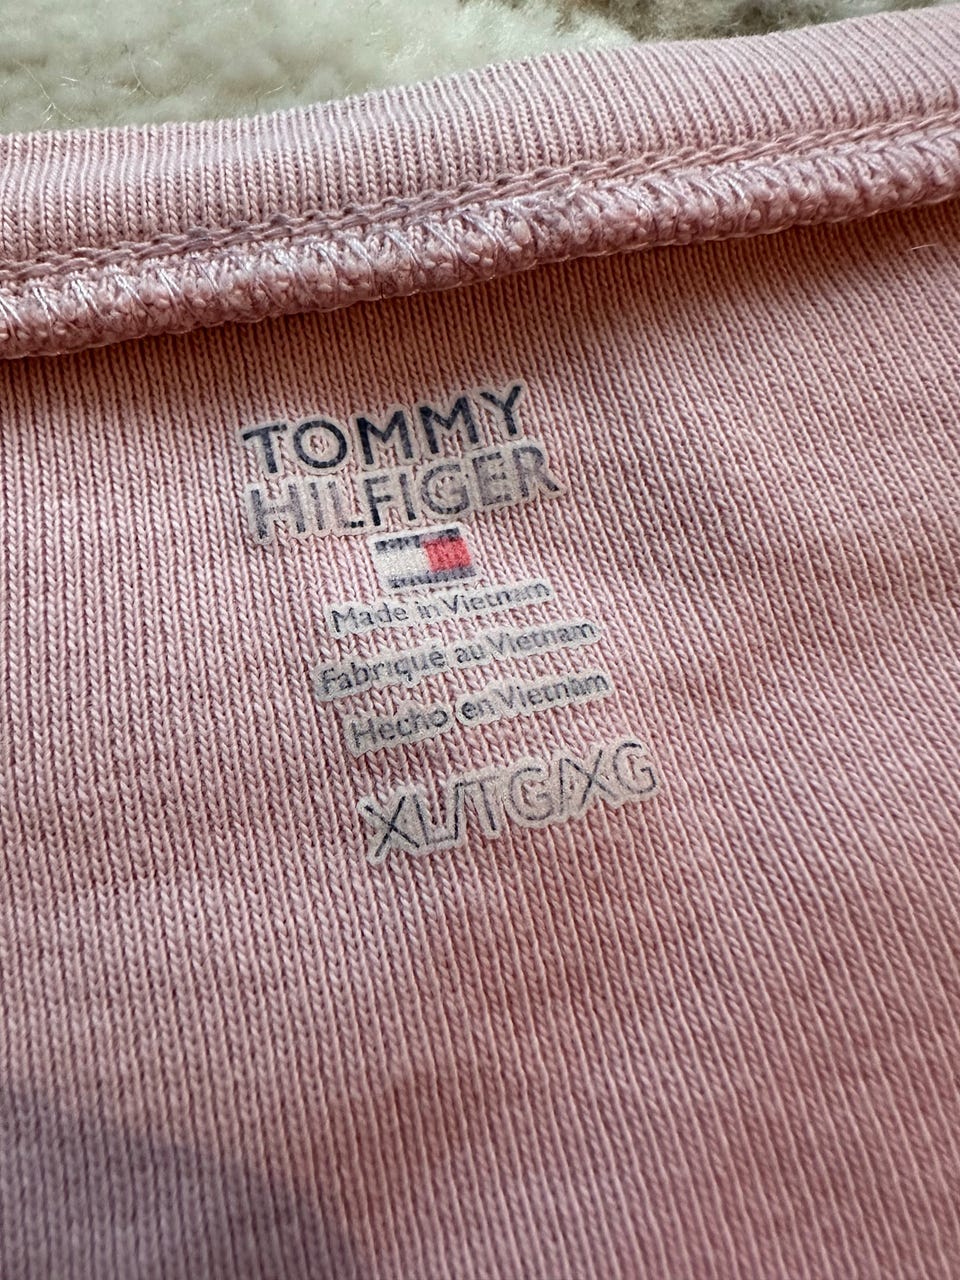 TOMMY
HILFIGER
Made in Vietnam
Fabriqué au Vietnam
Hecho en Vietnam
XL/TG/XG